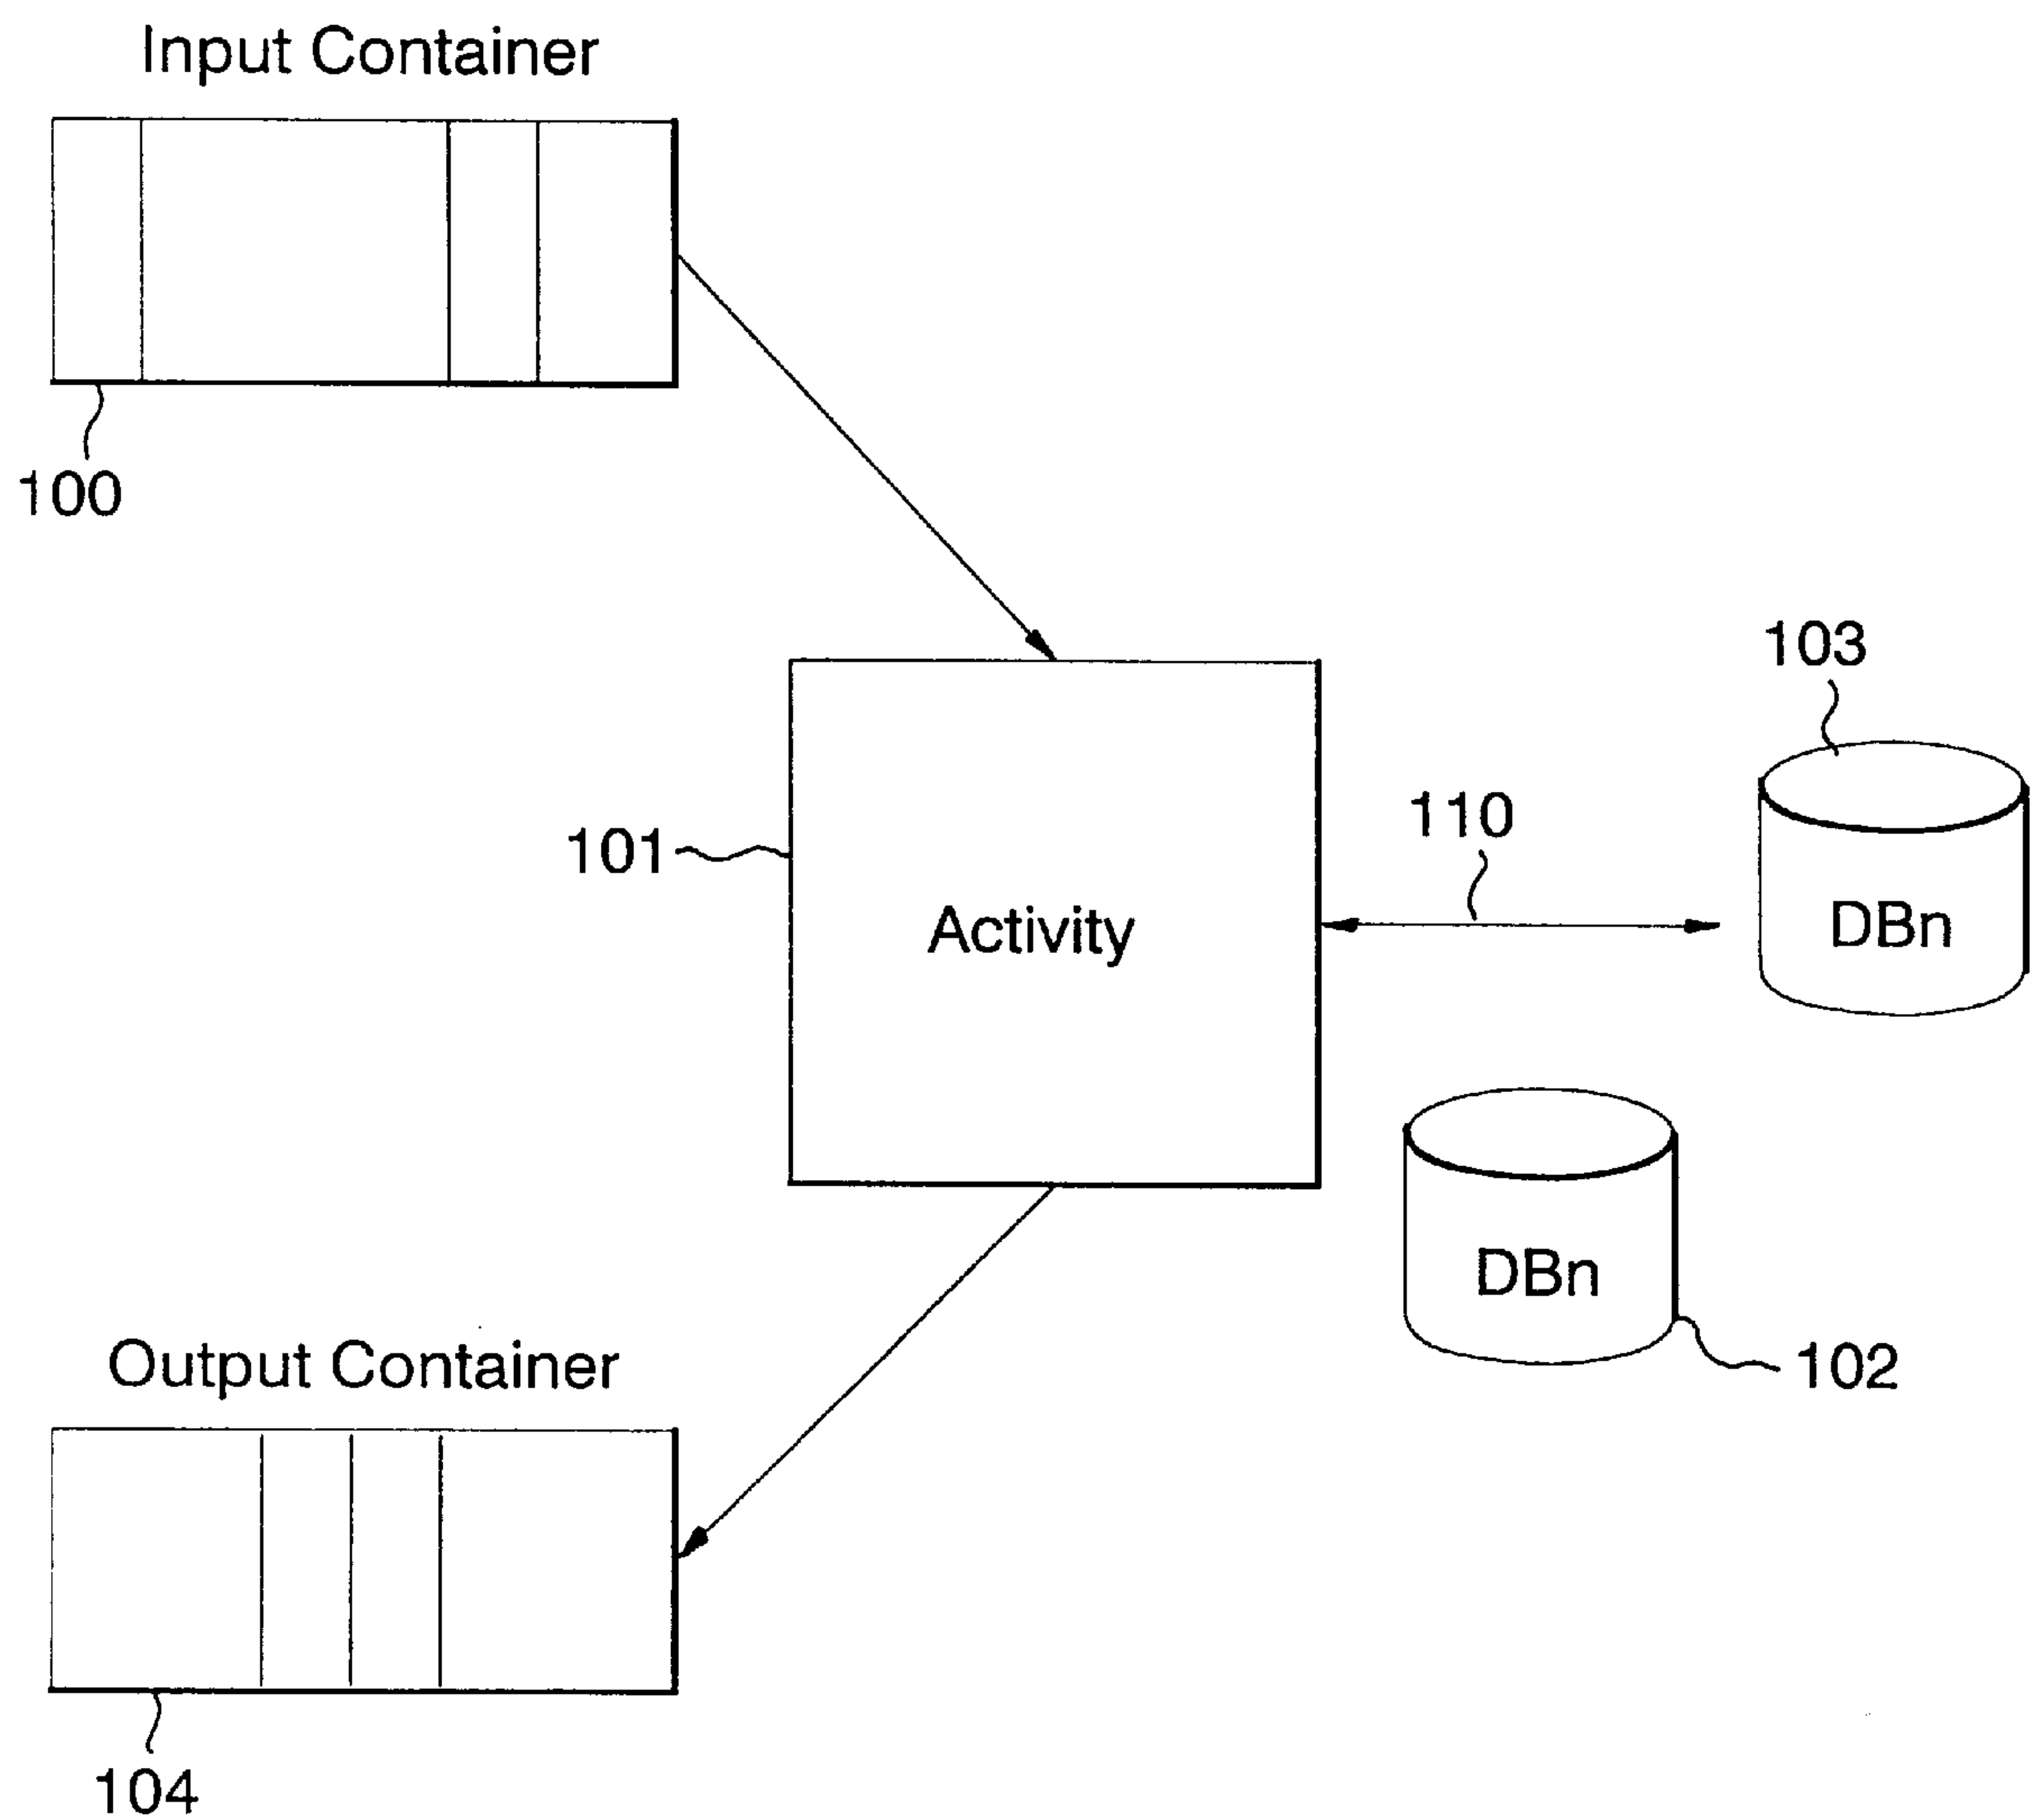 Input Container
100
103
110
101
Activity
DBn
DBn
102
Output Container
104